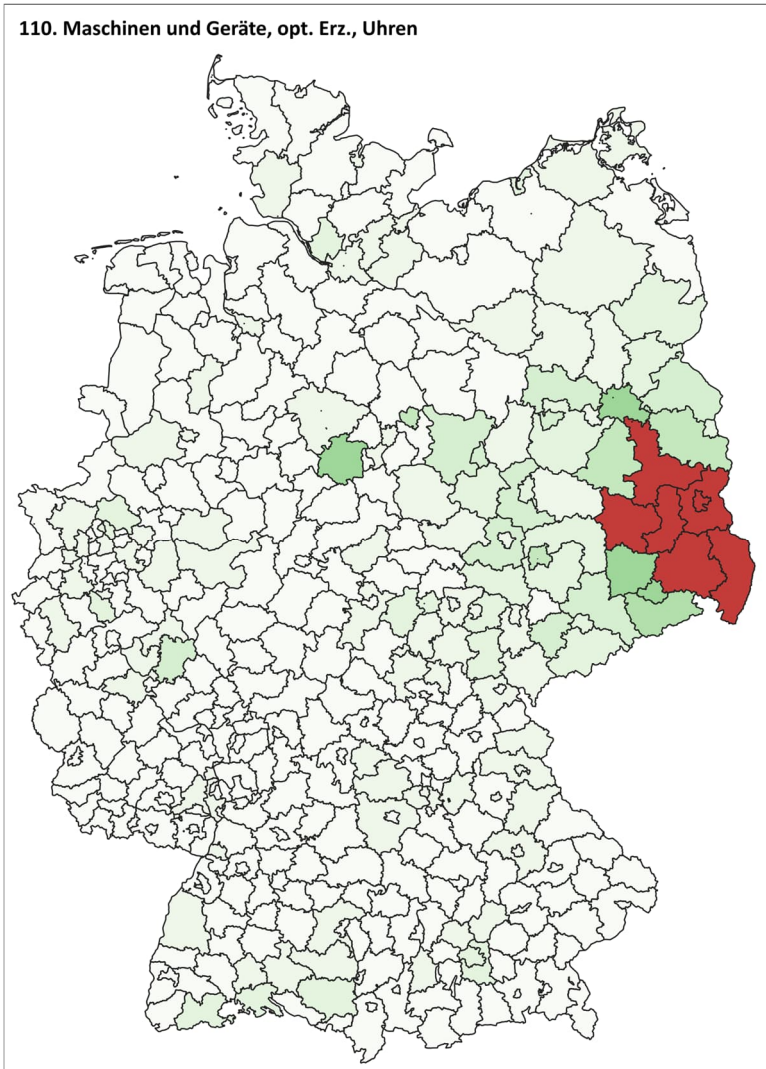 110. Maschinen und Geräte, opt. Erz., Uhren